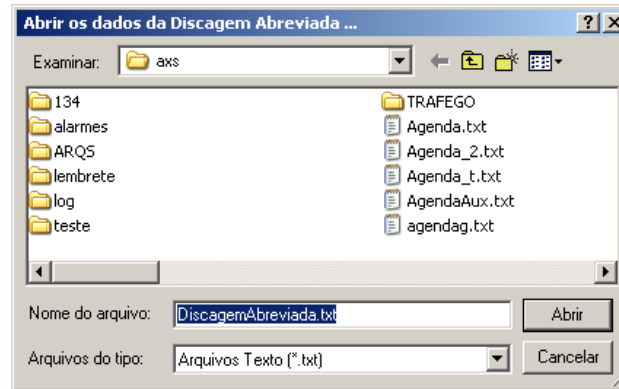 Abrir os dados da Discagem Abreviada ...
Examinar: axs
134
alarmes
ARQS
lembrete
log
teste
TRAFEGO
Agenda.txt
Agenda_2.txt
Agenda_t.txt
AgendaAux.txt
agendag.txt
Nome do arquivo: DiscagemAbreviada.txt Abrir
Arquivos do tipo: Arquivos Texto (*.txt) Cancelar